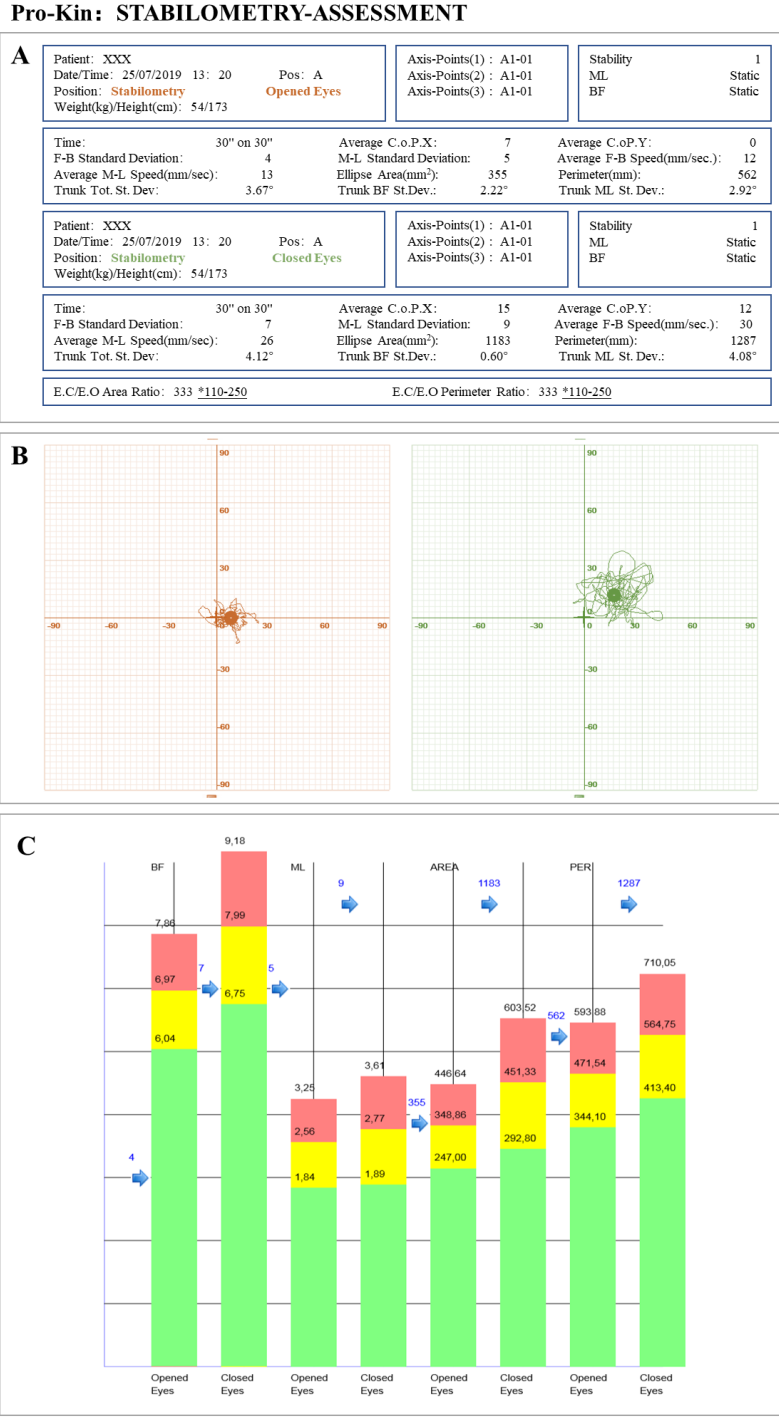 Pro-Kin: STABILOMETRY-ASSESSMENT
A
Patient: XXX
Date/Time: 25/07/2019 13: 20 Pos: A
Position: Stabilometry Opened Eyes
Weight(kg)/Height(cm): 54/173
Axis-Points(1) : A1-01
Axis-Points(2) : A1-01
Axis-Points(3) : A1-01
Stability 1
ML Static
BF Static
Time: 30" on 30" Average C.o.P.X: 7 Average C.oP.Y: 0
F-B Standard Deviation: 4 M-L Standard Deviation: 5 Average F-B Speed(mm/sec.): 12
Average M-L Speed(mm/sec): 13 Ellipse Area(mm²): 355 Perimeter(mm): 562
Trunk Tot. St. Dev: 3.67° Trunk BF St.Dev.: 2.22° Trunk ML St. Dev.: 2.92°
Patient: XXX
Date/Time: 25/07/2019 13: 20 Pos: A
Position: Stabilometry Closed Eyes
Weight(kg)/Height(cm): 54/173
Axis-Points(1) : A1-01
Axis-Points(2) : A1-01
Axis-Points(3) : A1-01
Stability 1
ML Static
BF Static
Time: 30" on 30" Average C.o.P.X: 15 Average C.oP.Y: 12
F-B Standard Deviation: 7 M-L Standard Deviation: 9 Average F-B Speed(mm/sec.): 30
Average M-L Speed(mm/sec): 26 Ellipse Area(mm²): 1183 Perimeter(mm): 1287
Trunk Tot. St. Dev: 4.12° Trunk BF St.Dev.: 0.60° Trunk ML St. Dev.: 4.08°
E.C/E.O Area Ratio: 333 *110-250 E.C/E.O Perimeter Ratio: 333 *110-250
B
90 90
60 60
30 30
0
-90 -60 -30 30 90 -90 -60 -30 0 30 60 90
-30 -30
-60 -60
-90 -90
C
9,18
BF ML AREA PER
9 1183 1287
7,86 7,99
710,05
6,97 7 6,75 5
603,52 562 593,88 564,75
6,04
3,25 3,61 446,64 451,33 471,54
2,56 2,77 355 348,86 344,10 413,40
4 1,84 1,89 247,00 292,80
Opened Closed Opened Closed Opened Closed Opened Closed
Eyes Eyes Eyes Eyes Eyes Eyes Eyes Eyes